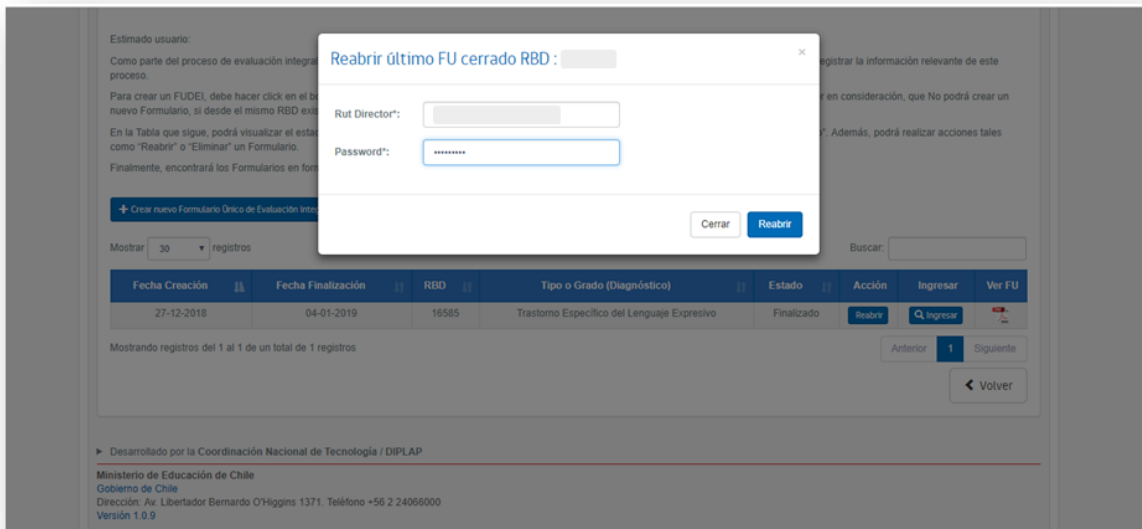 Estimado usuario:
Reabrir último FU cerrado RBD :
×
Como parte del proceso de evaluación integral
egistrar la información relevante de este
proceso.
Para crear un FUDEI, debe hacer click en el
r en consideración, que No podrá crear un
nuevo Formulario, si desde el mismo RBD
Rut Director*:
En la Tabla que sigue, podrá visualizar el
Además, podrá realizar acciones tales
como "Reabrir" o "Eliminar" un Formulario.
Password*:
•••••••••
Finalmente, encontrará los Formularios en
+ Crear nuevo Formulario Único de Evaluación
Cerrar
Reabrir
Mostrar 30 registros
Buscar:
Fecha Creación Fecha Finalización RBD Tipo o Grado (Diagnóstico) Estado Acción Ingresar Ver FU
27-12-2018 04-01-2019 16585 Trastorno Específico del Lenguaje Expresivo Finalizado Reabrir Ingresar
Mostrando registros del 1 al 1 de un total de 1 registros
Anterior 1 Siguiente
Volver
Desarrollado por la Coordinación Nacional de Tecnología / DIPLAP
Ministerio de Educación de Chile
Gobierno de Chile
Dirección: Av. Libertador Bernardo O'Higgins 1371. Teléfono +56 2 24066000
Versión 1.0.9